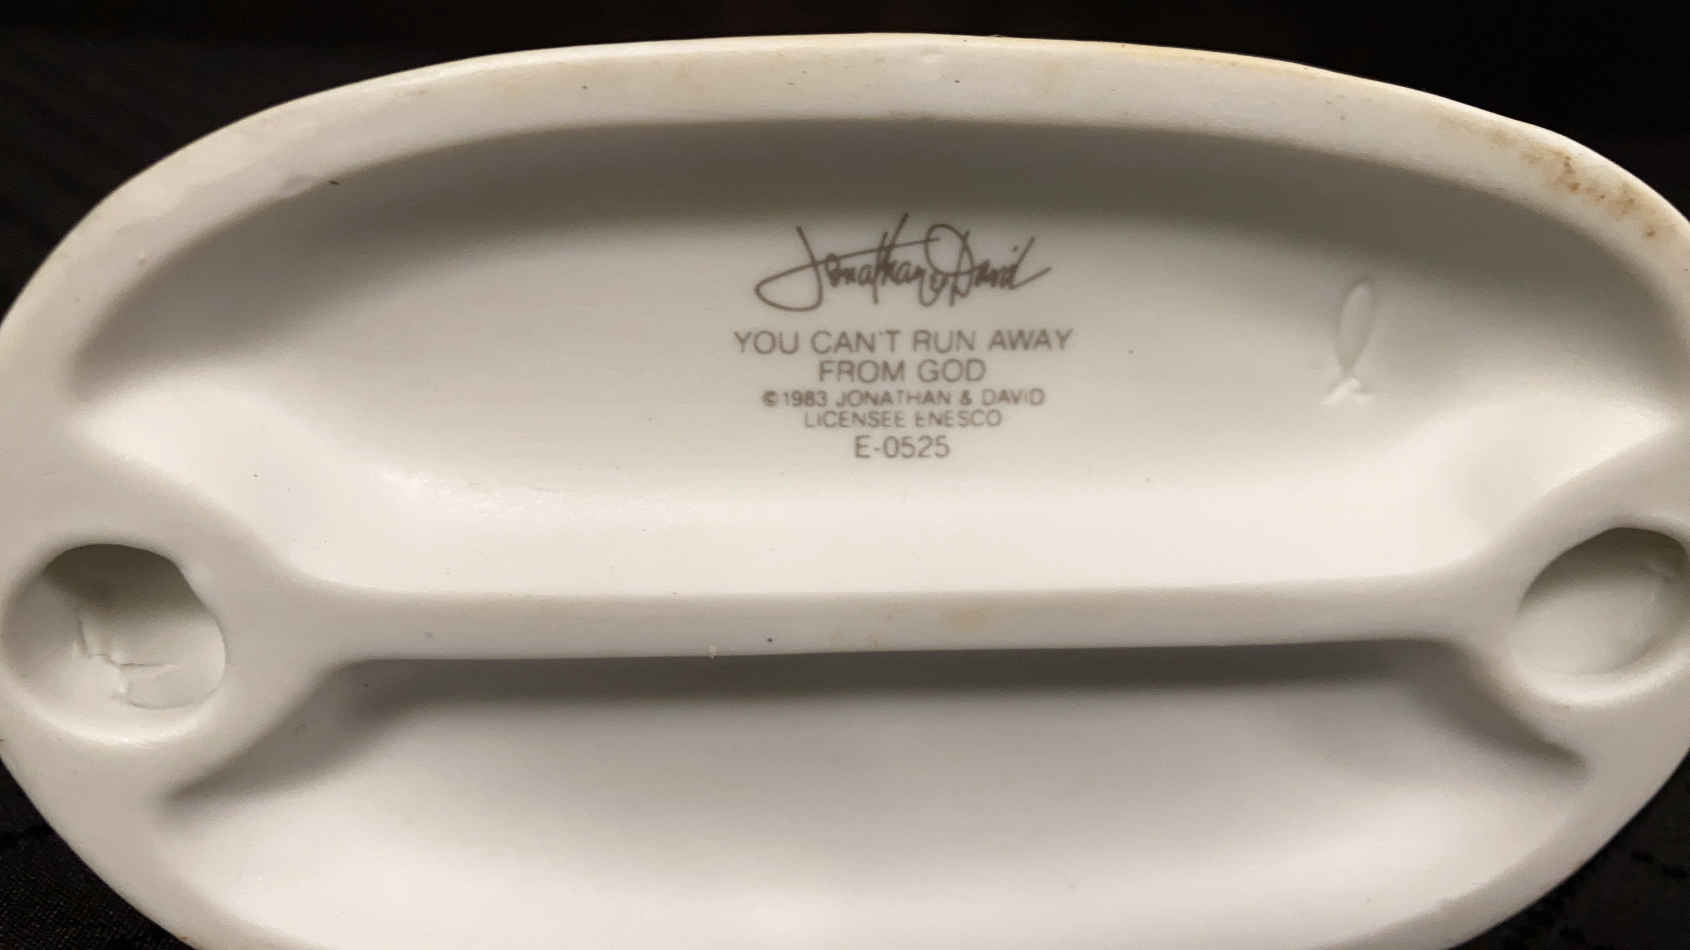 Jonathan & David
YOU CAN'T RUN AWAY
FROM GOD
©1983 JONATHAN & DAVID
LICENSEE ENESCO
E-0525